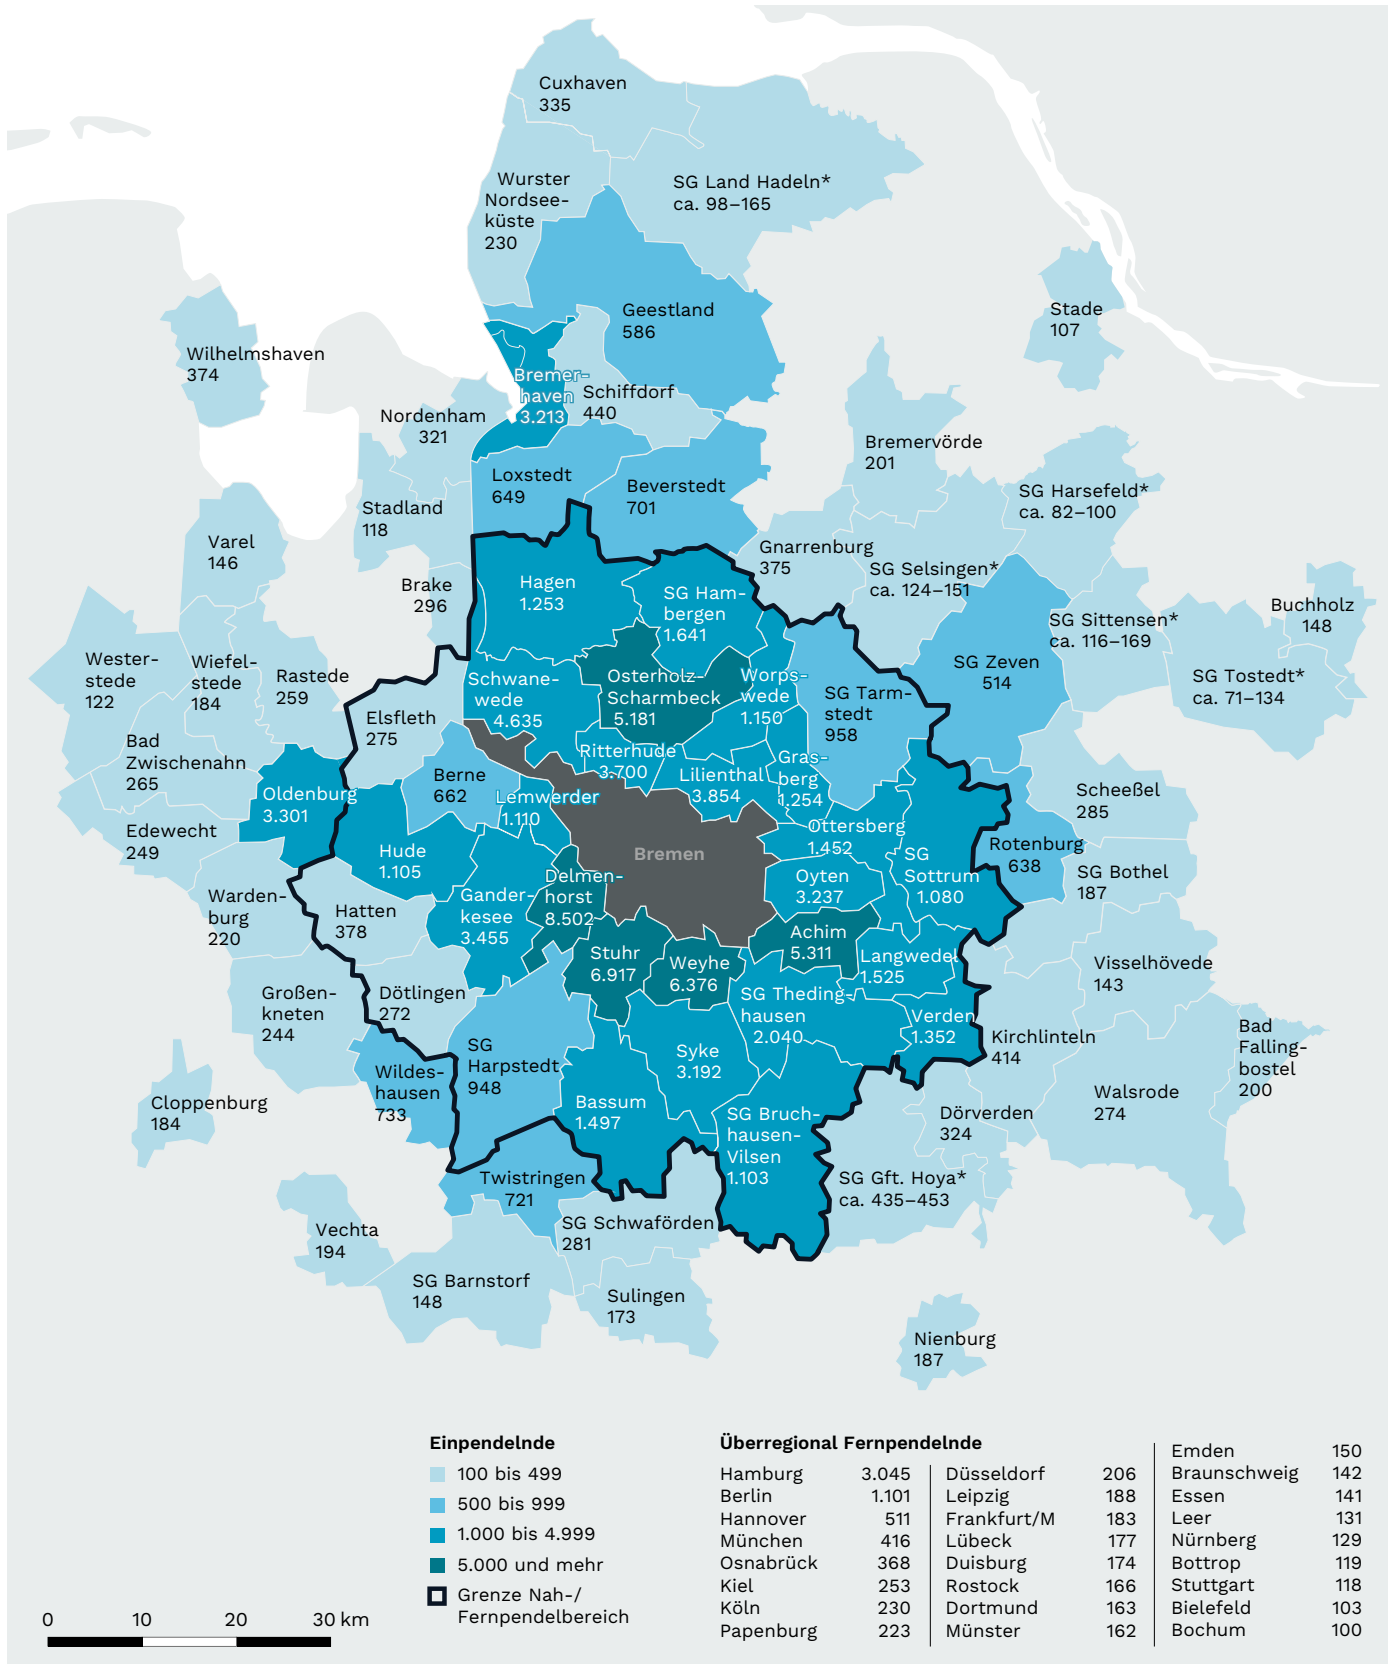 Cuxhaven
335
Wurster
Nordsee-
küste
230
SG Land Hadeln*
ca. 98–165
Geestland
586
Stade
107
Wilhelmshaven
374
Bremer-
haven
3.213
Schiffdorf
440
Nordenham
321
Bremervörde
201
Loxstedt
649
Beverstedt
701
SG Harsefeld*
ca. 82–100
Stadland
118
Varel
146
Gnarrenburg
375
SG Selsingen*
ca. 124–151
Brake
296
Hagen
1.253
SG Ham-
bergen
1.641
Buchholz
148
SG Sittensen*
ca. 116–169
Wester-
stede
122
Wiefel-
stede
184
Rastede
259
Schwane-
wede
4.635
Osterholz-
Scharmbeck
5.181
Worps-
wede
1.150
SG Tarm-
stedt
958
SG Zeven
514
SG Tostedt*
ca. 71–134
Elsfleth
275
Bad
Zwischenahn
265
Ritterhude
3.700
Lilienthal
3.854
Gras-
berg
1.254
Berne
662
Lemwerder
1.110
Oldenburg
3.301
Scheeßel
285
Edewecht
249
Hude
1.105
Bremen
Ottersberg
1.452
SG
Sottrum
1.080
Rotenburg
638
SG Bothel
187
Oyten
3.237
Delmen-
horst
8.502
Gander-
kesee
3.455
Warden-
burg
220
Hatten
378
Achim
5.311
Stuhr
6.917
Weyhe
6.376
Langwedel
1.525
Visselhövede
143
Großen-
kneten
244
Dötlingen
272
SG Theding-
hausen
2.040
Verden
1.352
Kirchlinteln
414
Bad
Falling-
bostel
200
SG
Harpstedt
948
Syke
3.192
Wildes-
hausen
733
Walsrode
274
Cloppenburg
184
Bassum
1.497
SG Bruch-
hausen-
Vilsen
1.103
Dörverden
324
Twistringen
721
SG Gft. Hoya*
ca. 435–453
Vechta
194
SG Schwaförden
281
SG Barnstorf
148
Sulingen
173
Nienburg
187
Einpendelnde
100 bis 499
500 bis 999
1.000 bis 4.999
5.000 und mehr
Grenze Nah-/
Fernpendelbereich
0 10 20 30 km
Überregional Fernpendelnde
Hamburg 3.045
Berlin 1.101
Hannover 511
München 416
Osnabrück 368
Kiel 253
Köln 230
Papenburg 223
Düsseldorf 206
Leipzig 188
Frankfurt/M 183
Lübeck 177
Duisburg 174
Rostock 166
Dortmund 163
Münster 162
Emden 150
Braunschweig 142
Essen 141
Leer 131
Nürnberg 129
Bottrop 119
Stuttgart 118
Bielefeld 103
Bochum 100